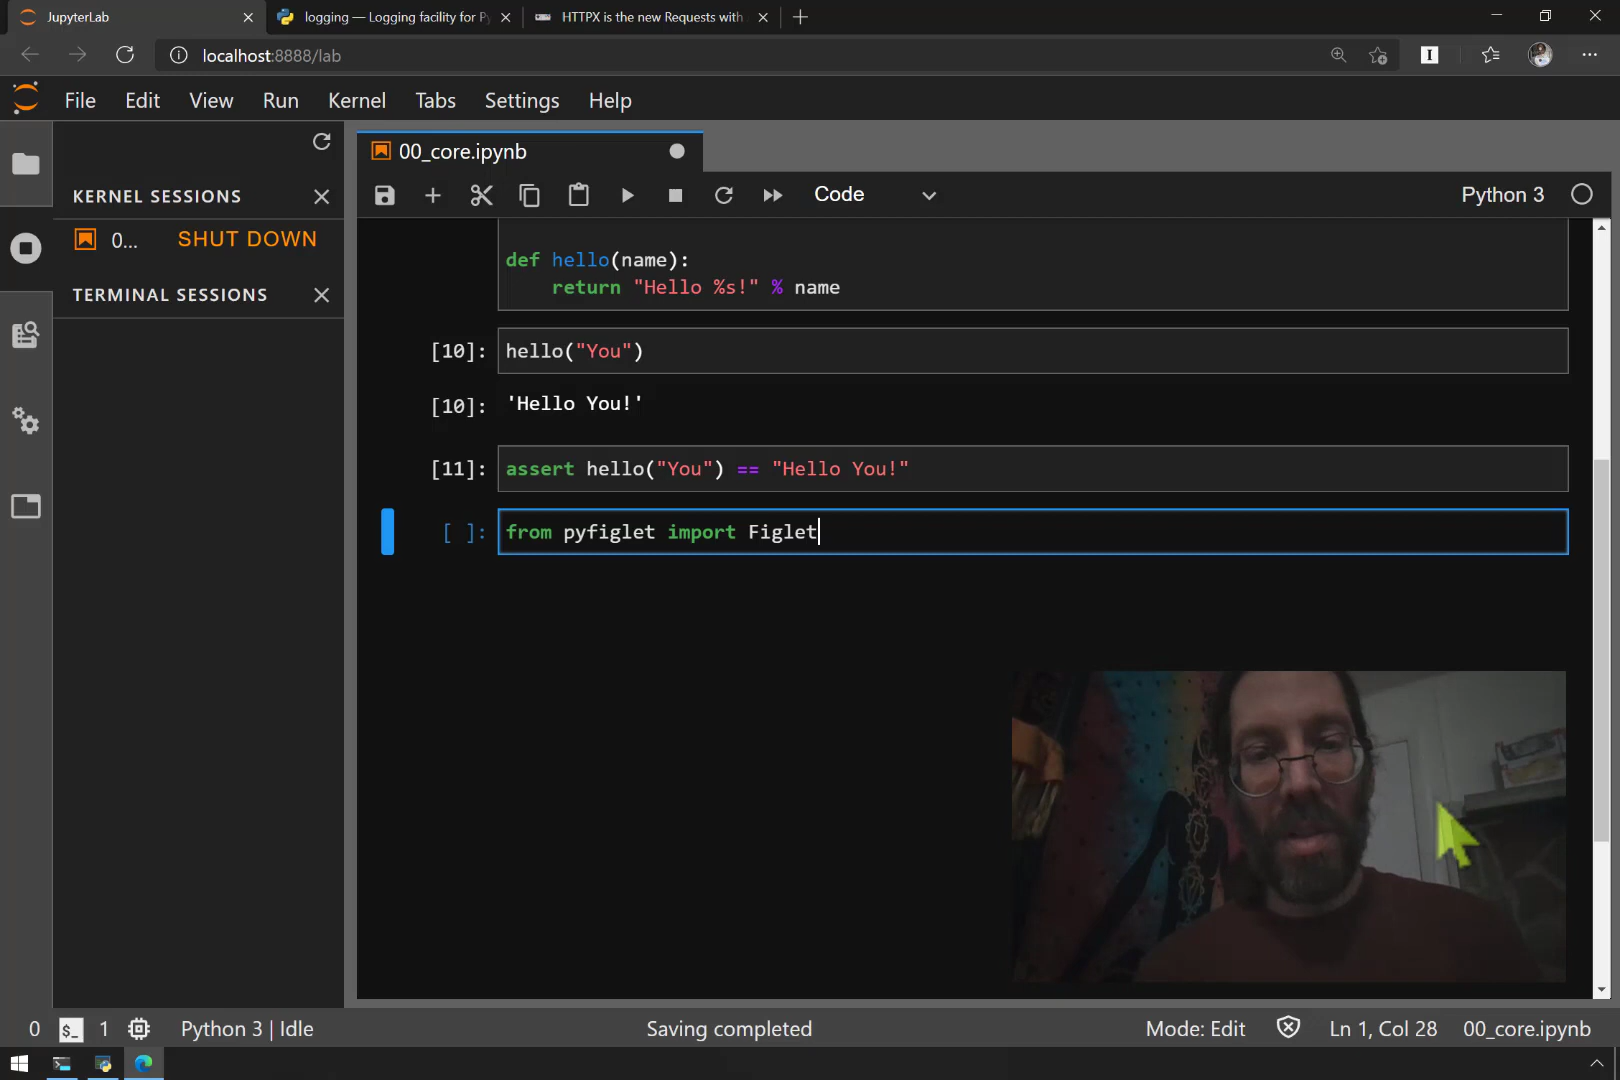 JupyterLab
logging — Logging facility for Py
HTTPX is the new Requests with
localhost:8888/lab
File Edit View Run Kernel Tabs Settings Help
00_core.ipynb
KERNEL SESSIONS
0... SHUT DOWN
TERMINAL SESSIONS
Code
Python 3
def hello(name):
return "Hello %s!" % name
[10]: hello("You")
[10]: 'Hello You!'
[11]: assert hello("You") == "Hello You!"
[ ]: from pyfiglet import Figlet
0 $_ 1 Python 3 | Idle Saving completed Mode: Edit Ln 1, Col 28 00_core.ipynb